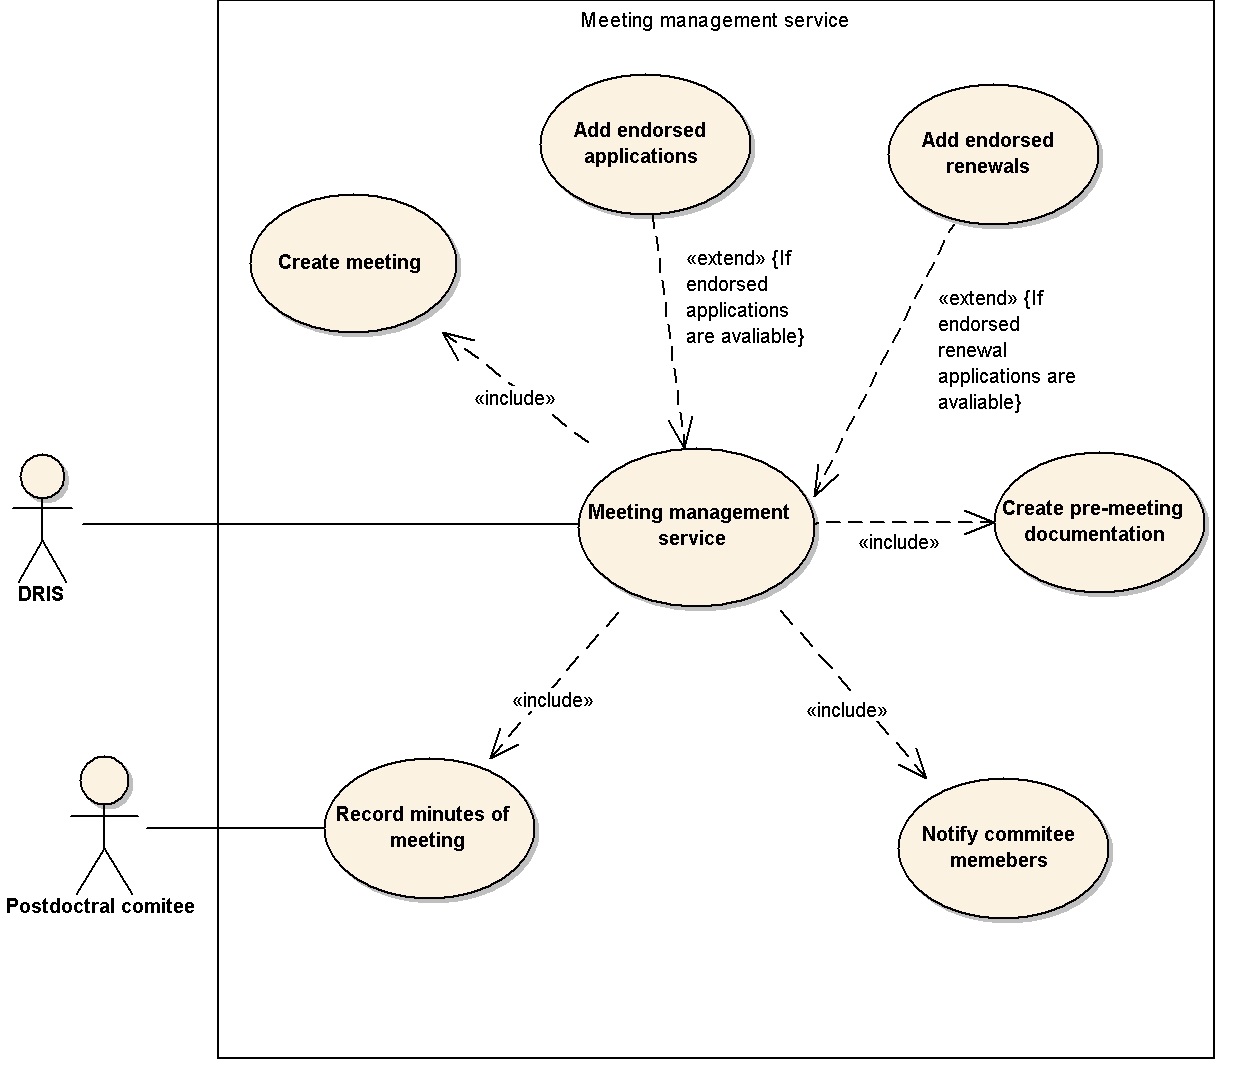 Meeting management service
Add endorsed
applications
Add endorsed
renewals
Create meeting
«extend» {If
endorsed
applications
are avaliable}
«extend» {If
endorsed
renewal
applications are
avaliable}
«include»
Meeting management
service
Create pre-meeting
documentation
«include»
DRIS
«include»
«include»
Record minutes of
meeting
Notify commitee
memebers
Postdoctral comitee